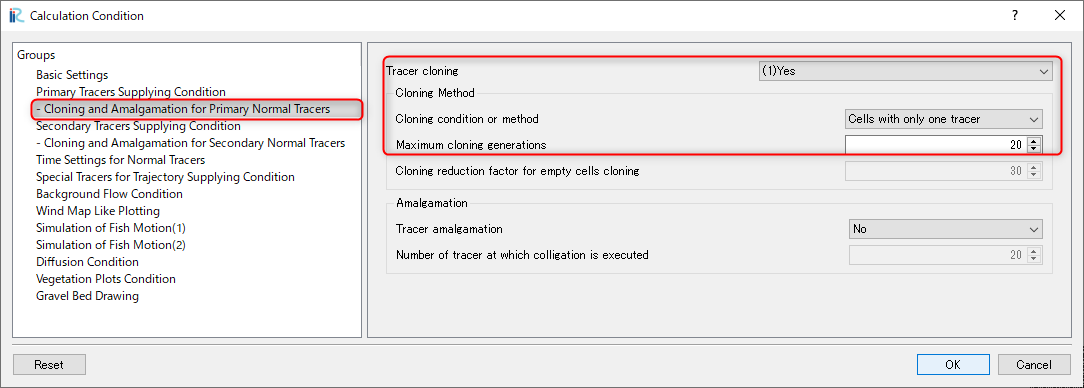 iRiC Calculation Condition ?
Groups
Basic Settings
Primary Tracers Supplying Condition
- Cloning and Amalgamation for Primary Normal Tracers
Secondary Tracers Supplying Condition
- Cloning and Amalgamation for Secondary Normal Tracers
Time Settings for Normal Tracers
Special Tracers for Trajectory Supplying Condition
Background Flow Condition
Wind Map Like Plotting
Simulation of Fish Motion(1)
Simulation of Fish Motion(2)
Diffusion Condition
Vegetation Plots Condition
Gravel Bed Drawing
Tracer cloning (1)Yes
Cloning Method
Cloning condition or method Cells with only one tracer
Maximum cloning generations 20
Cloning reduction factor for empty cells cloning 30
Amalgamation
Tracer amalgamation No
Number of tracer at which colligation is executed 20
Reset OK Cancel